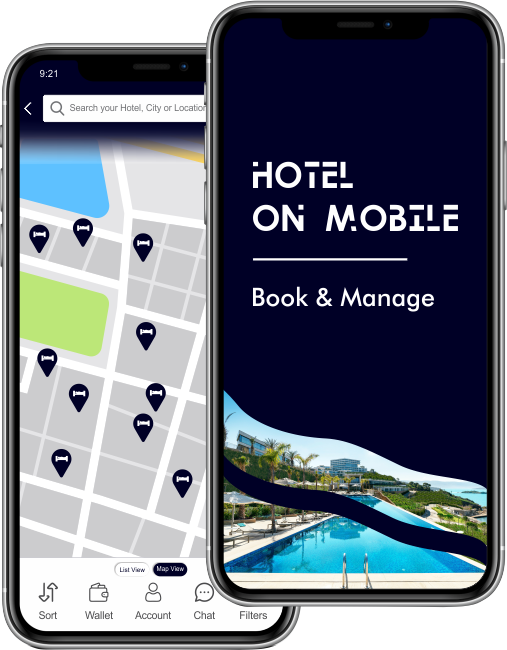 9:21
Search your Hotel, City or Location
HOTEL
ON MOBILE
Book & Manage
List View
Map View
Sort
Wallet
Account
Chat
Filters